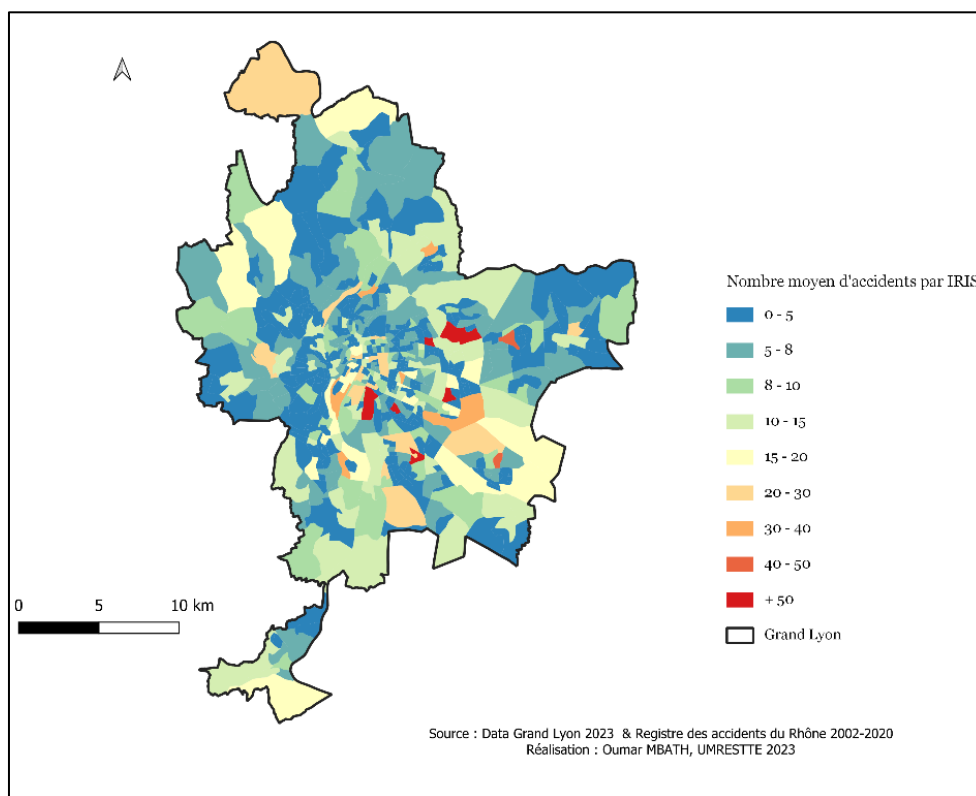 Nombre moyen d'accidents par IRIS
0 - 5
5 - 8
8 - 10
10 - 15
15 - 20
20 - 30
30 - 40
40 - 50
+ 50
Grand Lyon
0 5 10 km
Source : Data Grand Lyon 2023 & Registre des accidents du Rhône 2002-2020
Réalisation : Oumar MBATH, UMRESTTE 2023